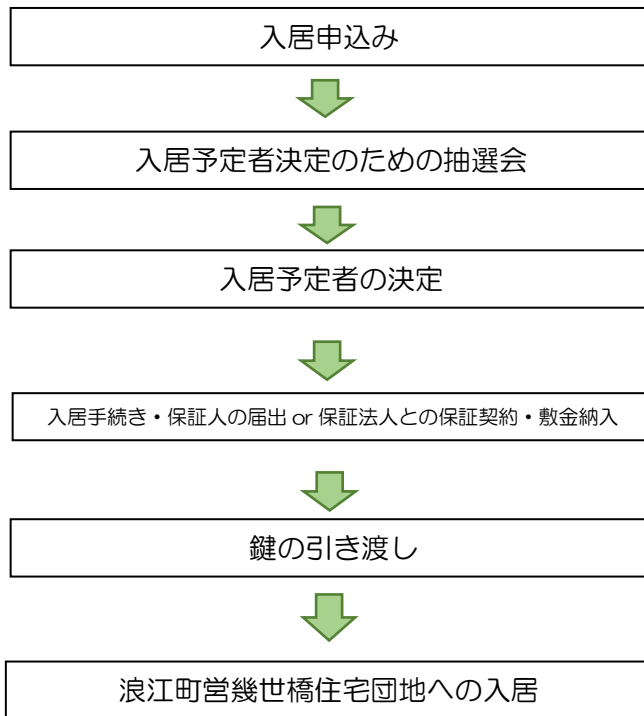 入居申込み
入居予定者決定のための抽選会
入居予定者の決定
入居手続き・保証人の届出 or 保証法人との保証契約・敷金納入
鍵の引き渡し
浪江町営幾世橋住宅団地への入居